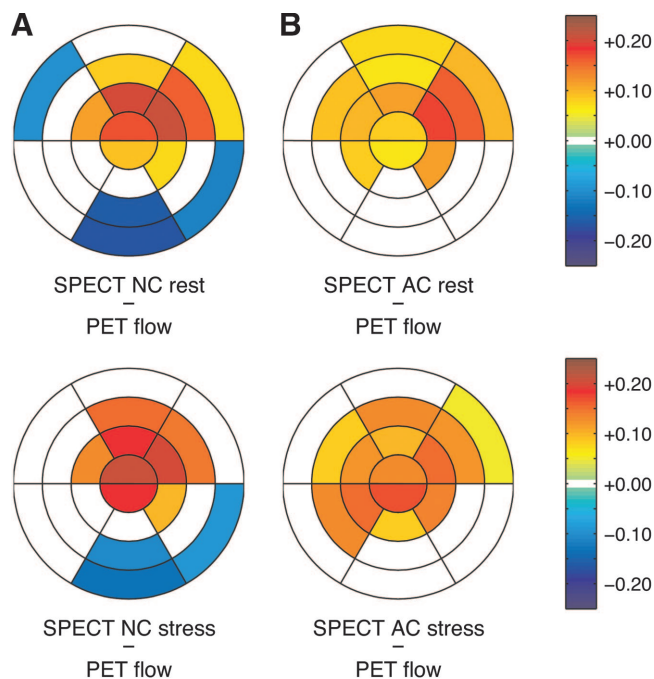 A
B
+0.20
+0.10
+0.00
−0.10
−0.20
SPECT NC rest
–
PET flow
SPECT AC rest
–
PET flow
+0.20
+0.10
+0.00
−0.10
−0.20
SPECT NC stress
–
PET flow
SPECT AC stress
–
PET flow